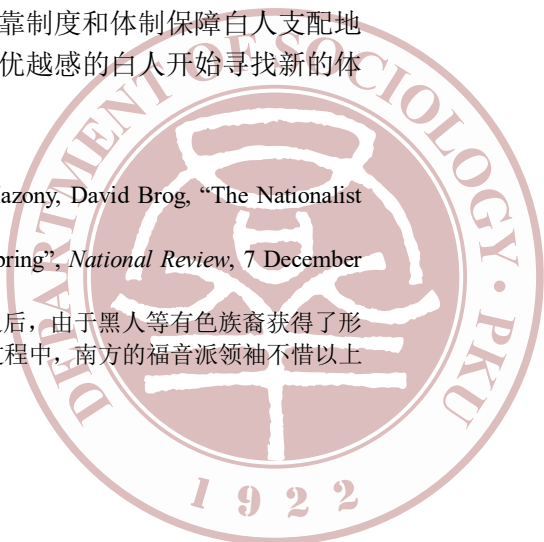 靠制度和体制保障白人支配地
优越感的白人开始寻找新的体
azony, David Brog, “The Nationalist
pring”, National Review, 7 December
后，由于黑人等有色族裔获得了形
程中，南方的福音派领袖不惜以上
DEPARTMENT OF SOCIOLOGY · PKU
1922